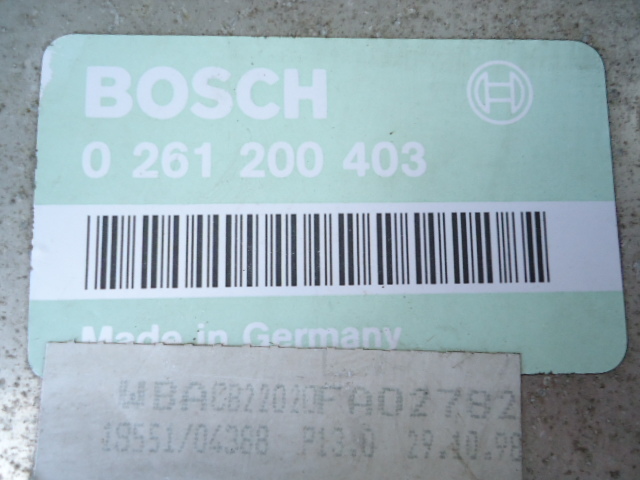 BOSCH
0 261 200 403
Made in Germany
WBACB22020FA02782
19551/04388 P13.0 29.10.98